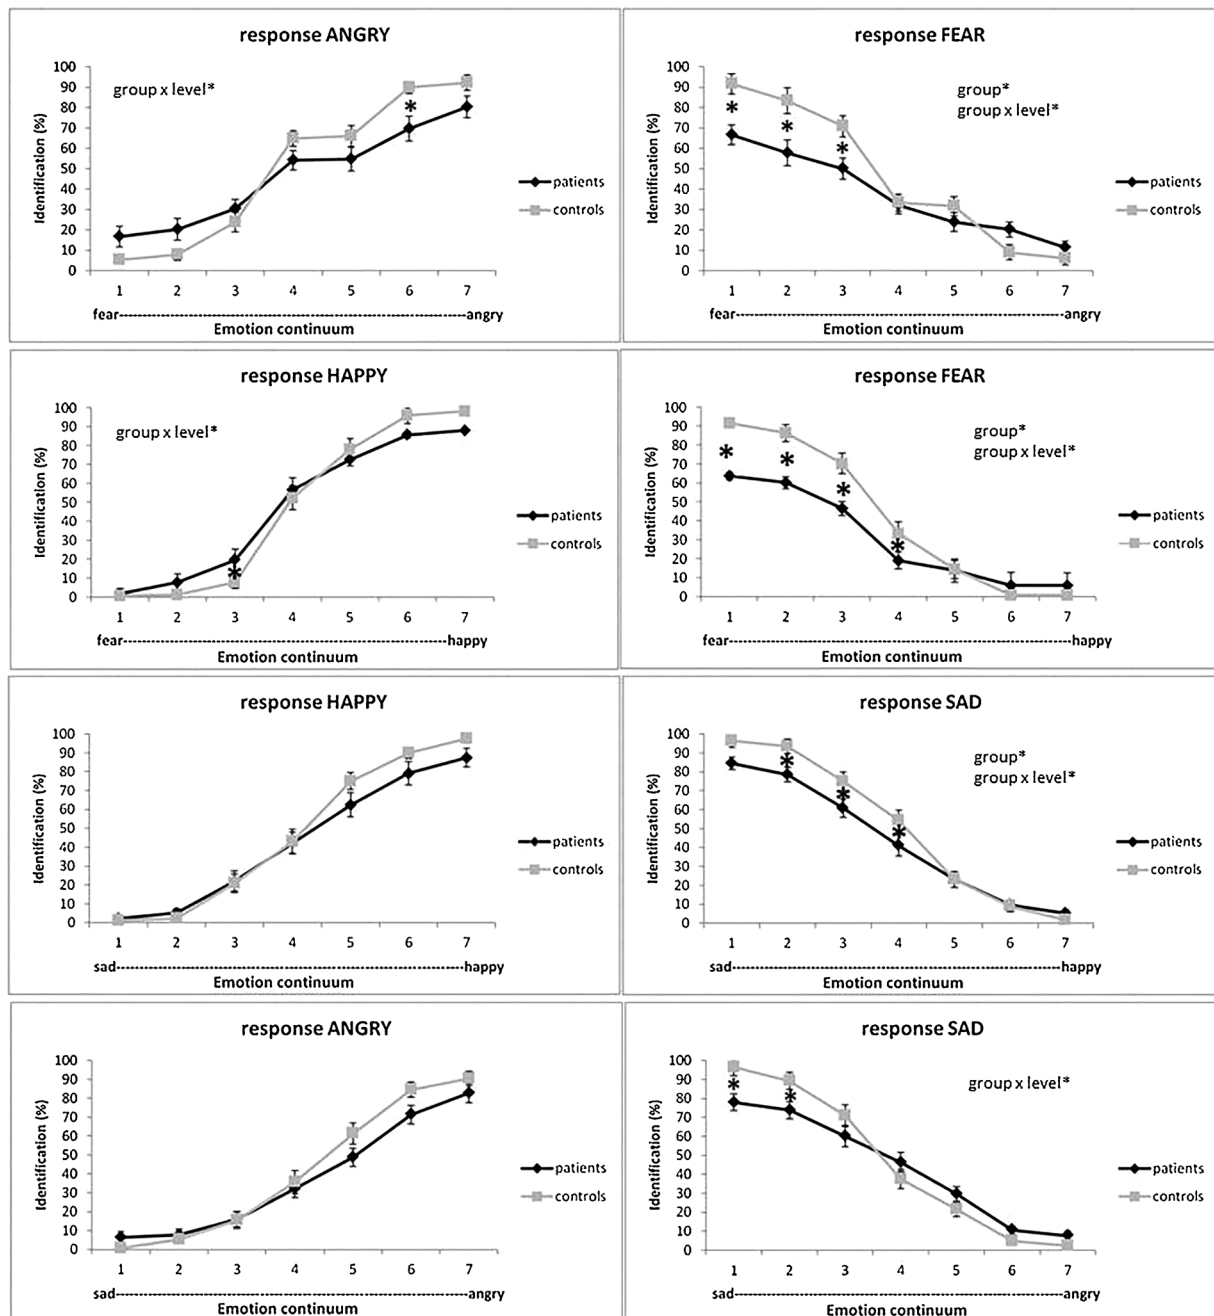 response ANGRY
group x level*
Identification (%)
100
90
80
70
60
50
40
30
20
10
0
*
patients
controls
1 2 3 4 5 6 7
fear-----angry
Emotion continuum
response FEAR
group*
group x level*
Identification (%)
100
90
80
70
60
50
40
30
20
10
0
* * *
patients
controls
1 2 3 4 5 6 7
fear-----angry
Emotion continuum
response HAPPY
group x level*
Identification (%)
100
90
80
70
60
50
40
30
20
10
0
*
patients
controls
1 2 3 4 5 6 7
fear-----happy
Emotion continuum
response FEAR
group*
group x level*
Identification (%)
100
90
80
70
60
50
40
30
20
10
0
* * * *
patients
controls
1 2 3 4 5 6 7
fear-----happy
Emotion continuum
response HAPPY
Identification (%)
100
90
80
70
60
50
40
30
20
10
0
patients
controls
1 2 3 4 5 6 7
sad-----happy
Emotion continuum
response SAD
group*
group x level*
Identification (%)
100
90
80
70
60
50
40
30
20
10
0
* * *
patients
controls
1 2 3 4 5 6 7
sad-----happy
Emotion continuum
response ANGRY
Identification (%)
100
90
80
70
60
50
40
30
20
10
0
patients
controls
1 2 3 4 5 6 7
sad-----angry
Emotion continuum
response SAD
group x level*
Identification (%)
100
90
80
70
60
50
40
30
20
10
0
* *
patients
controls
1 2 3 4 5 6 7
sad-----angry
Emotion continuum